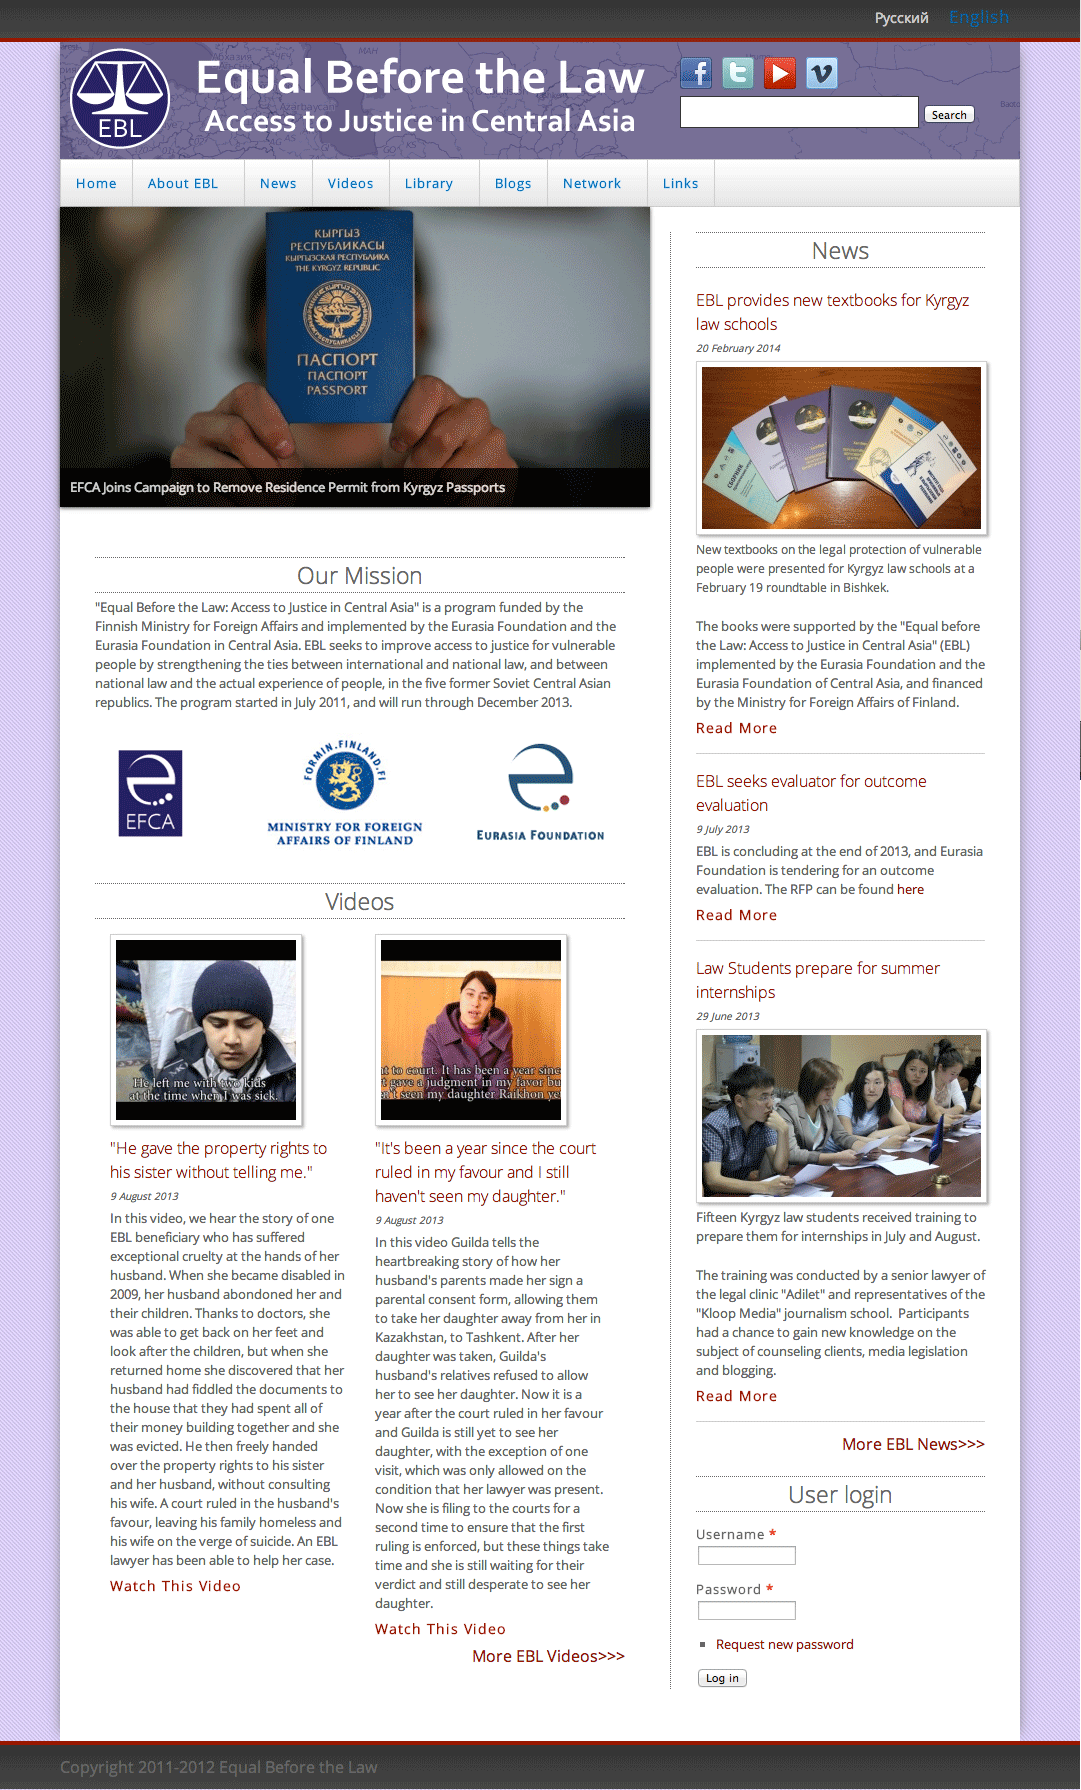 Русский English
EBL
Equal Before the Law
Access to Justice in Central Asia
Search
Home
About EBL
News
Videos
Library
Blogs
Network
Links
КЫРГЫЗ
РЕСПУБЛИКАСЫ
КЫРГЫЗСКАЯ РЕСПУБЛИКА
THE KYRGYZ REPUBLIC
ПАСПОРТ
ПАСПОРТ
PASSPORT
EFCA Joins Campaign to Remove Residence Permit from Kyrgyz Passports
Our Mission
"Equal Before the Law: Access to Justice in Central Asia" is a program funded by the
Finnish Ministry for Foreign Affairs and implemented by the Eurasia Foundation and the
Eurasia Foundation in Central Asia. EBL seeks to improve access to justice for vulnerable
people by strengthening the ties between international and national law, and between
national law and the actual experience of people, in the five former Soviet Central Asian
republics. The program started in July 2011, and will run through December 2013.
EFCA
FORMIN.FINLAND.FI
MINISTRY FOR FOREIGN
AFFAIRS OF FINLAND
EURASIA FOUNDATION
Videos
He left me with two kids
at the time when I was sick.
"He gave the property rights to
his sister without telling me."
9 August 2013
In this video, we hear the story of one
EBL beneficiary who has suffered
exceptional cruelty at the hands of her
husband. When she became disabled in
2009, her husband abondoned her and
their children. Thanks to doctors, she
was able to get back on her feet and
look after the children, but when she
returned home she discovered that her
husband had fiddled the documents to
the house that they had spent all of
their money building together and she
was evicted. He then freely handed
over the property rights to his sister
and her husband, without consulting
his wife. A court ruled in the husband's
favour, leaving his family homeless and
his wife on the verge of suicide. An EBL
lawyer has been able to help her case.
Watch This Video
nt to court. It has been a year since
't gave a judgment in my favor bu
en't seen my daughter Raikhon ye
"It's been a year since the court
ruled in my favour and I still
haven't seen my daughter."
9 August 2013
In this video Guilda tells the
heartbreaking story of how her
husband's parents made her sign a
parental consent form, allowing them
to take her daughter away from her in
Kazakhstan, to Tashkent. After her
daughter was taken, Guilda's
husband's relatives refused to allow
her to see her daughter. Now it is a
year after the court ruled in her favour
and Guilda is still yet to see her
daughter, with the exception of one
visit, which was only allowed on the
condition that her lawyer was present.
Now she is filing to the courts for a
second time to ensure that the first
ruling is enforced, but these things take
time and she is still waiting for their
verdict and still desperate to see her
daughter.
Watch This Video
More EBL Videos>>>
News
EBL provides new textbooks for Kyrgyz
law schools
20 February 2014
СБОРНИК
New textbooks on the legal protection of vulnerable
people were presented for Kyrgyz law schools at a
February 19 roundtable in Bishkek.
The books were supported by the "Equal before
the Law: Access to Justice in Central Asia" (EBL)
implemented by the Eurasia Foundation and the
Eurasia Foundation of Central Asia, and financed
by the Ministry for Foreign Affairs of Finland.
Read More
EBL seeks evaluator for outcome
evaluation
9 July 2013
EBL is concluding at the end of 2013, and Eurasia
Foundation is tendering for an outcome
evaluation. The RFP can be found here
Read More
Law Students prepare for summer
internships
29 June 2013
Fifteen Kyrgyz law students received training to
prepare them for internships in July and August.
The training was conducted by a senior lawyer of
the legal clinic "Adilet" and representatives of the
"Kloop Media" journalism school. Participants
had a chance to gain new knowledge on the
subject of counseling clients, media legislation
and blogging.
Read More
More EBL News>>>
User login
Username *
Password *
Request new password
Log in
Copyright 2011-2012 Equal Before the Law